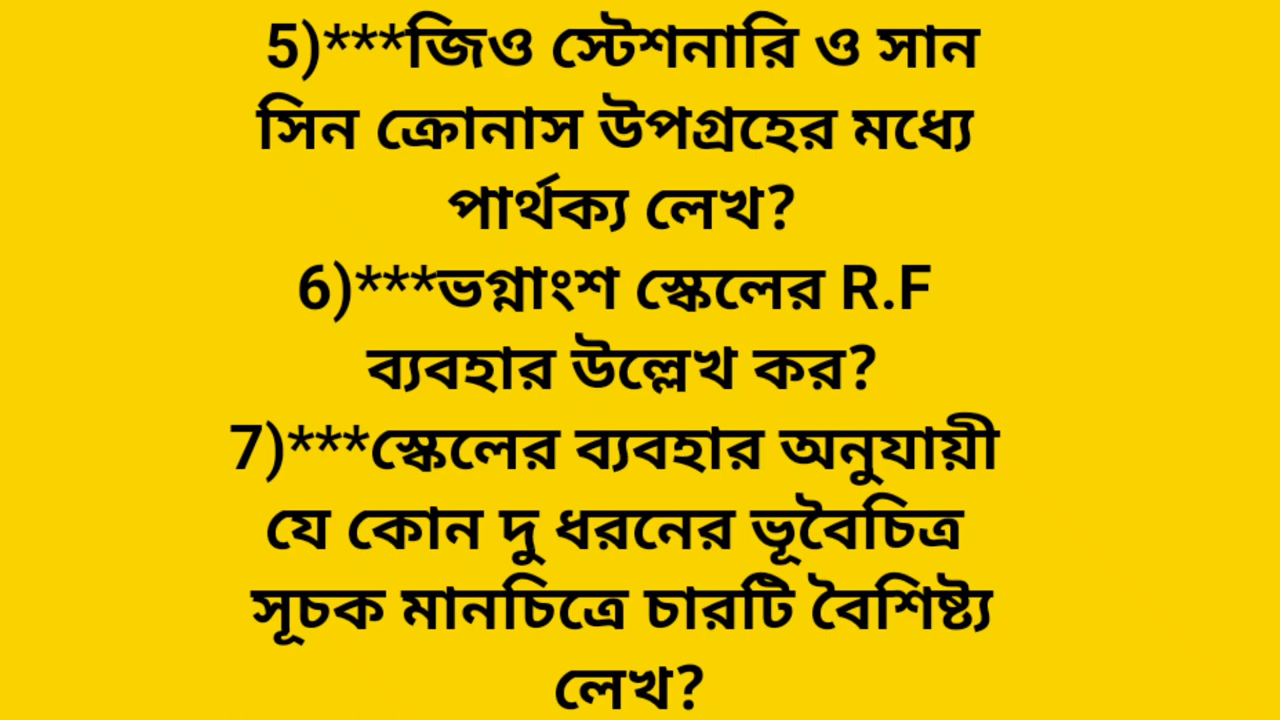 5)***জিও স্টেশনারি ও সান
সিন ক্রোনাস উপগ্রহের মধ্যে
পার্থক্য লেখ?
6)***ভগ্নাংশ স্কেলের R.F
ব্যবহার উল্লেখ কর?
7)***স্কেলের ব্যবহার অনুযায়ী
যে কোন দু ধরনের ভূবৈচিত্র
সূচক মানচিত্রে চারটি বৈশিষ্ট্য
লেখ?